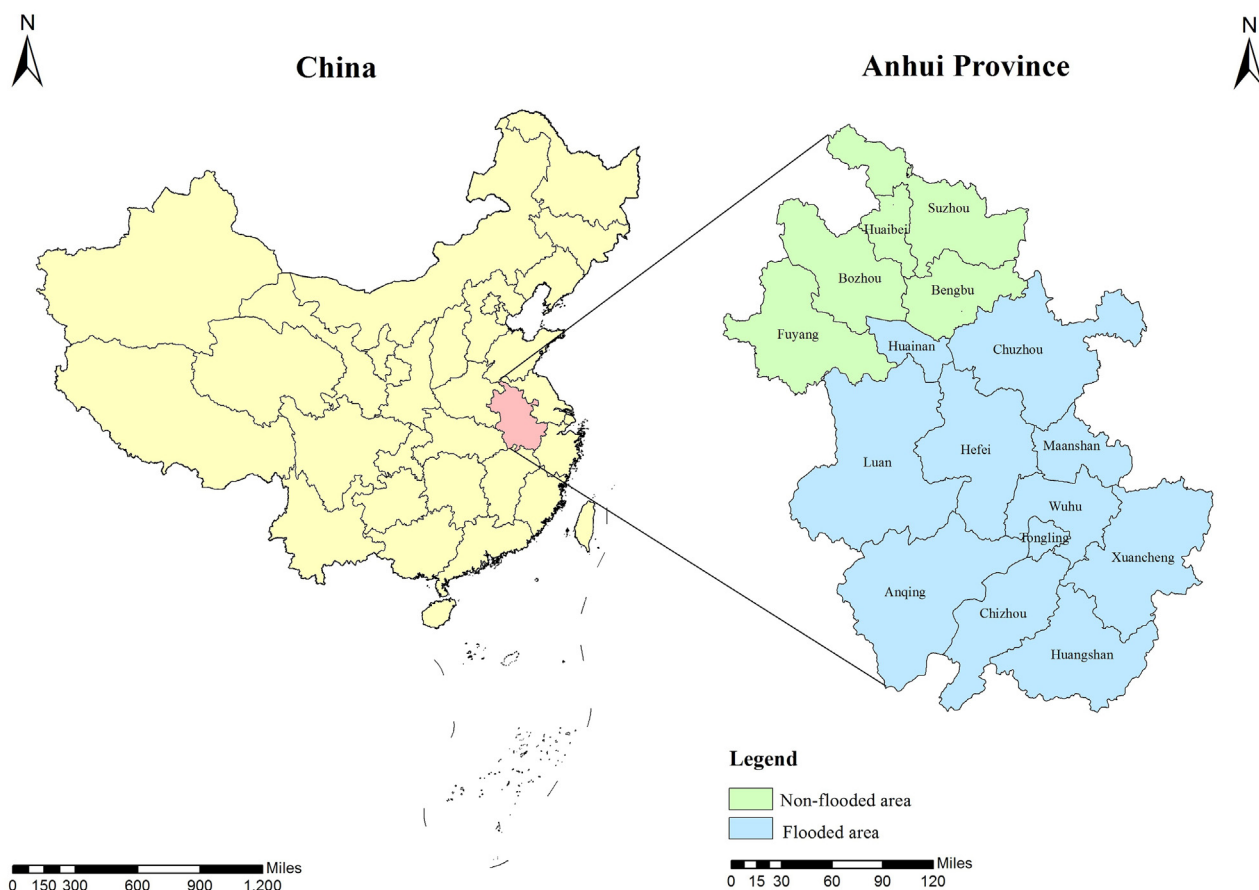 N
N
China
Anhui Province
Suzhou
Huaibei
Bozhou
Bengbu
Fuyang
Huainan
Chuzhou
Luan
Hefei
Maanshan
Wuhu
Tongling
Xuancheng
Anqing
Chizhou
Huangshan
Legend
Non-flooded area
Flooded area
Miles
0 150 300 600 900 1,200
Miles
0 15 30 60 90 120